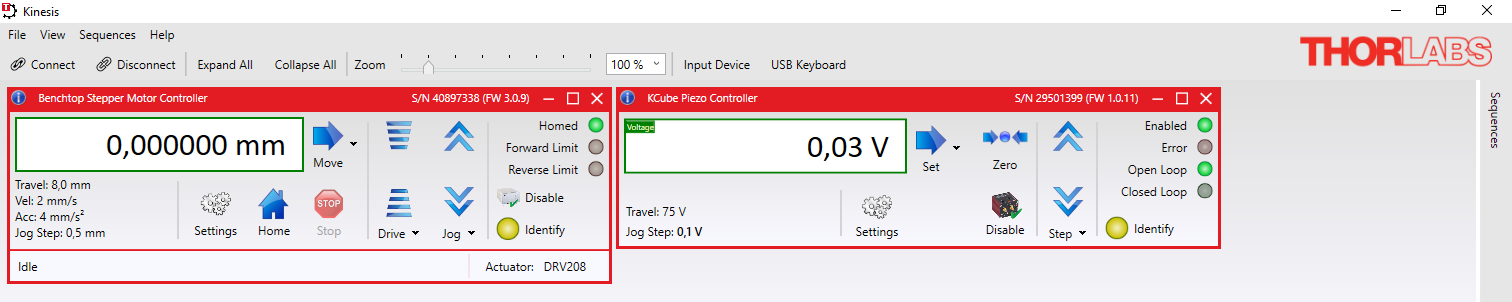 Kinesis
File View Sequences Help
Connect Disconnect Expand All Collapse All Zoom 100 % Input Device USB Keyboard
THORLABS
Benchtop Stepper Motor Controller S/N 40897338 (FW 3.0.9)
0,000000 mm
Move
Homed
Forward Limit
Reverse Limit
Travel: 8,0 mm
Vel: 2 mm/s
Acc: 4 mm/s²
Jog Step: 0,5 mm
Settings
Home
STOP
Stop
Drive
Jog
Disable
Identify
Idle
Actuator: DRV208
KCube Piezo Controller S/N 29501399 (FW 1.0.11)
Voltage
0,03 V
Set
Zero
Enabled
Error
Open Loop
Closed Loop
Travel: 75 V
Jog Step: 0,1 V
Settings
Disable
Step
Identify
Sequences